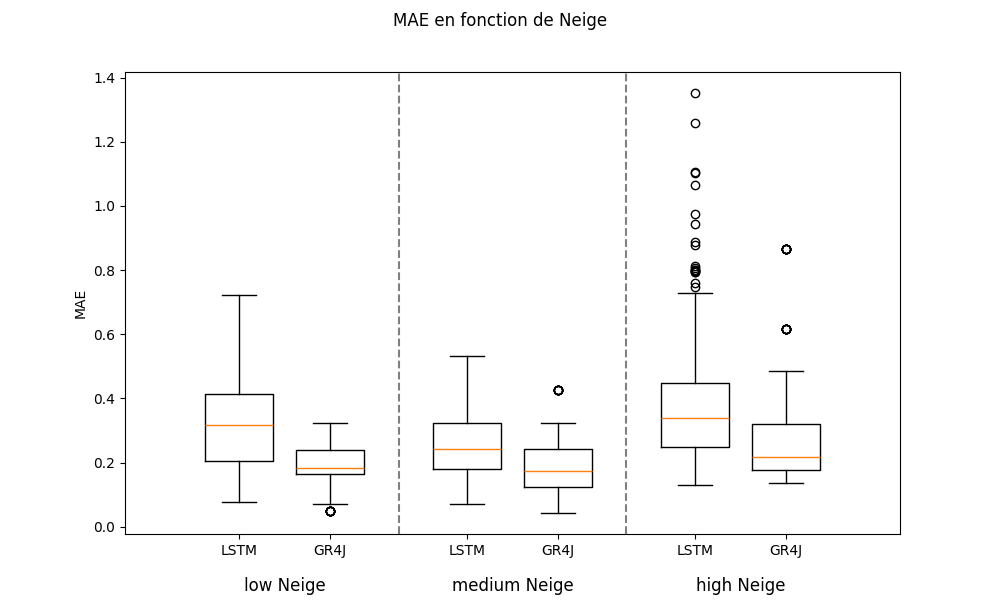 MAE en fonction de Neige
1.4
1.2
1.0
0.8
0.6
0.4
0.2
0.0
MAE
LSTM GR4J LSTM GR4J LSTM GR4J
low Neige medium Neige high Neige